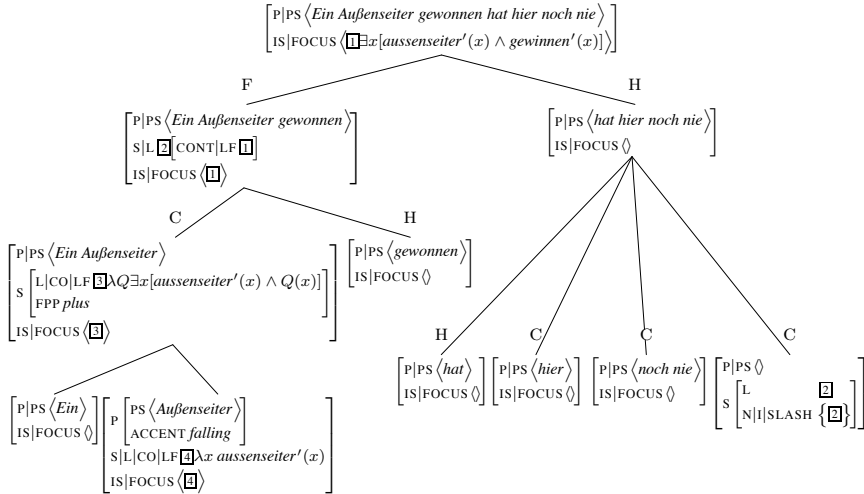 P|PS ⟨Ein Außenseiter gewonnen hat hier noch nie⟩
IS|FOCUS ⟨1∃x[aussenseiter′(x) ∧ gewinnen′(x)]⟩
F
H
P|PS ⟨Ein Außenseiter gewonnen⟩
S|L 2[CONT|LF 1]
IS|FOCUS ⟨1⟩
P|PS ⟨hat hier noch nie⟩
IS|FOCUS ⟨⟩
C
H
P|PS ⟨Ein Außenseiter⟩
S [L|CO|LF 3λQ∃x[aussenseiter′(x) ∧ Q(x)]
FPP plus]
IS|FOCUS ⟨3⟩
P|PS ⟨gewonnen⟩
IS|FOCUS ⟨⟩
H
C
C
C
P|PS ⟨hat⟩
IS|FOCUS ⟨⟩
P|PS ⟨hier⟩
IS|FOCUS ⟨⟩
P|PS ⟨noch nie⟩
IS|FOCUS ⟨⟩
P|PS ⟨⟩
S [L 2
N|I|SLASH {2}]
P|PS ⟨Ein⟩
IS|FOCUS ⟨⟩
P [PS ⟨Außenseiter⟩
ACCENT falling]
S|L|CO|LF 4λx aussenseiter′(x)
IS|FOCUS ⟨4⟩